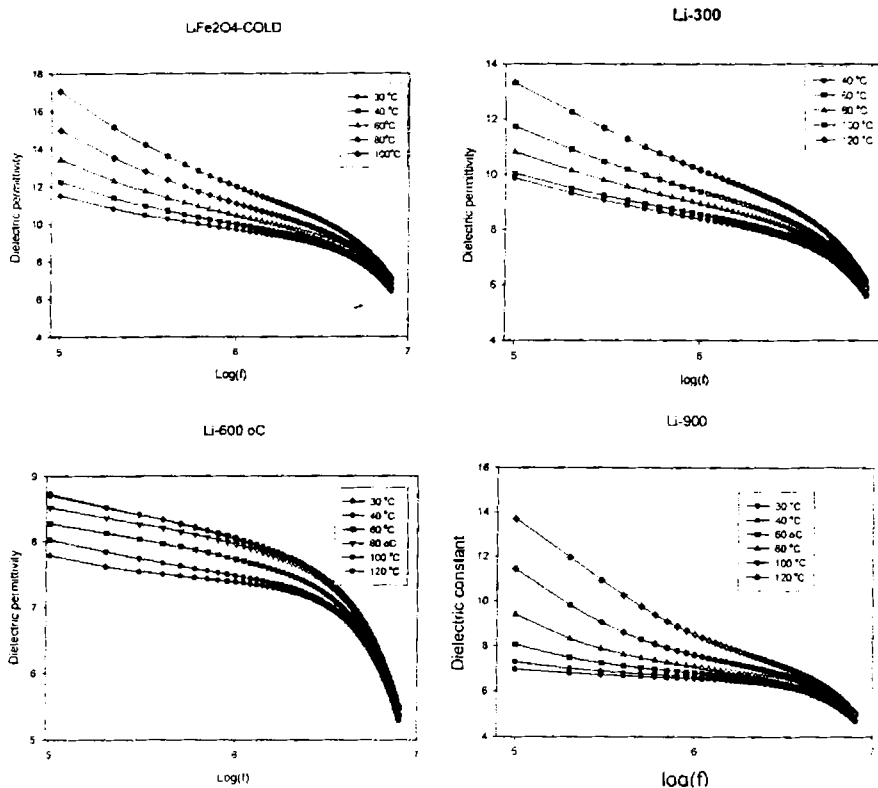 LiFe2O4-COLD
Dielectric permittivity
18
16
14
12
10
8
6
4
30 °C
40 °C
60°C
80 °C
100°C
5
6
7
Log(f)
Li-300
Dielectric permittivity
14
12
10
8
6
4
40 °C
60 °C
80 °C
100 °C
120 °C
5
6
log(f)
Li-600 oC
Dielectric permittivity
9
8
7
6
5
30 °C
40 °C
60 °C
80 oC
100 °C
120 °C
5
6
7
Log(f)
Li-900
Dielectric constant
16
14
12
10
8
6
4
30 °C
40 °C
60 oC
80 °C
100 °C
120 °C
5
6
7
log(f)